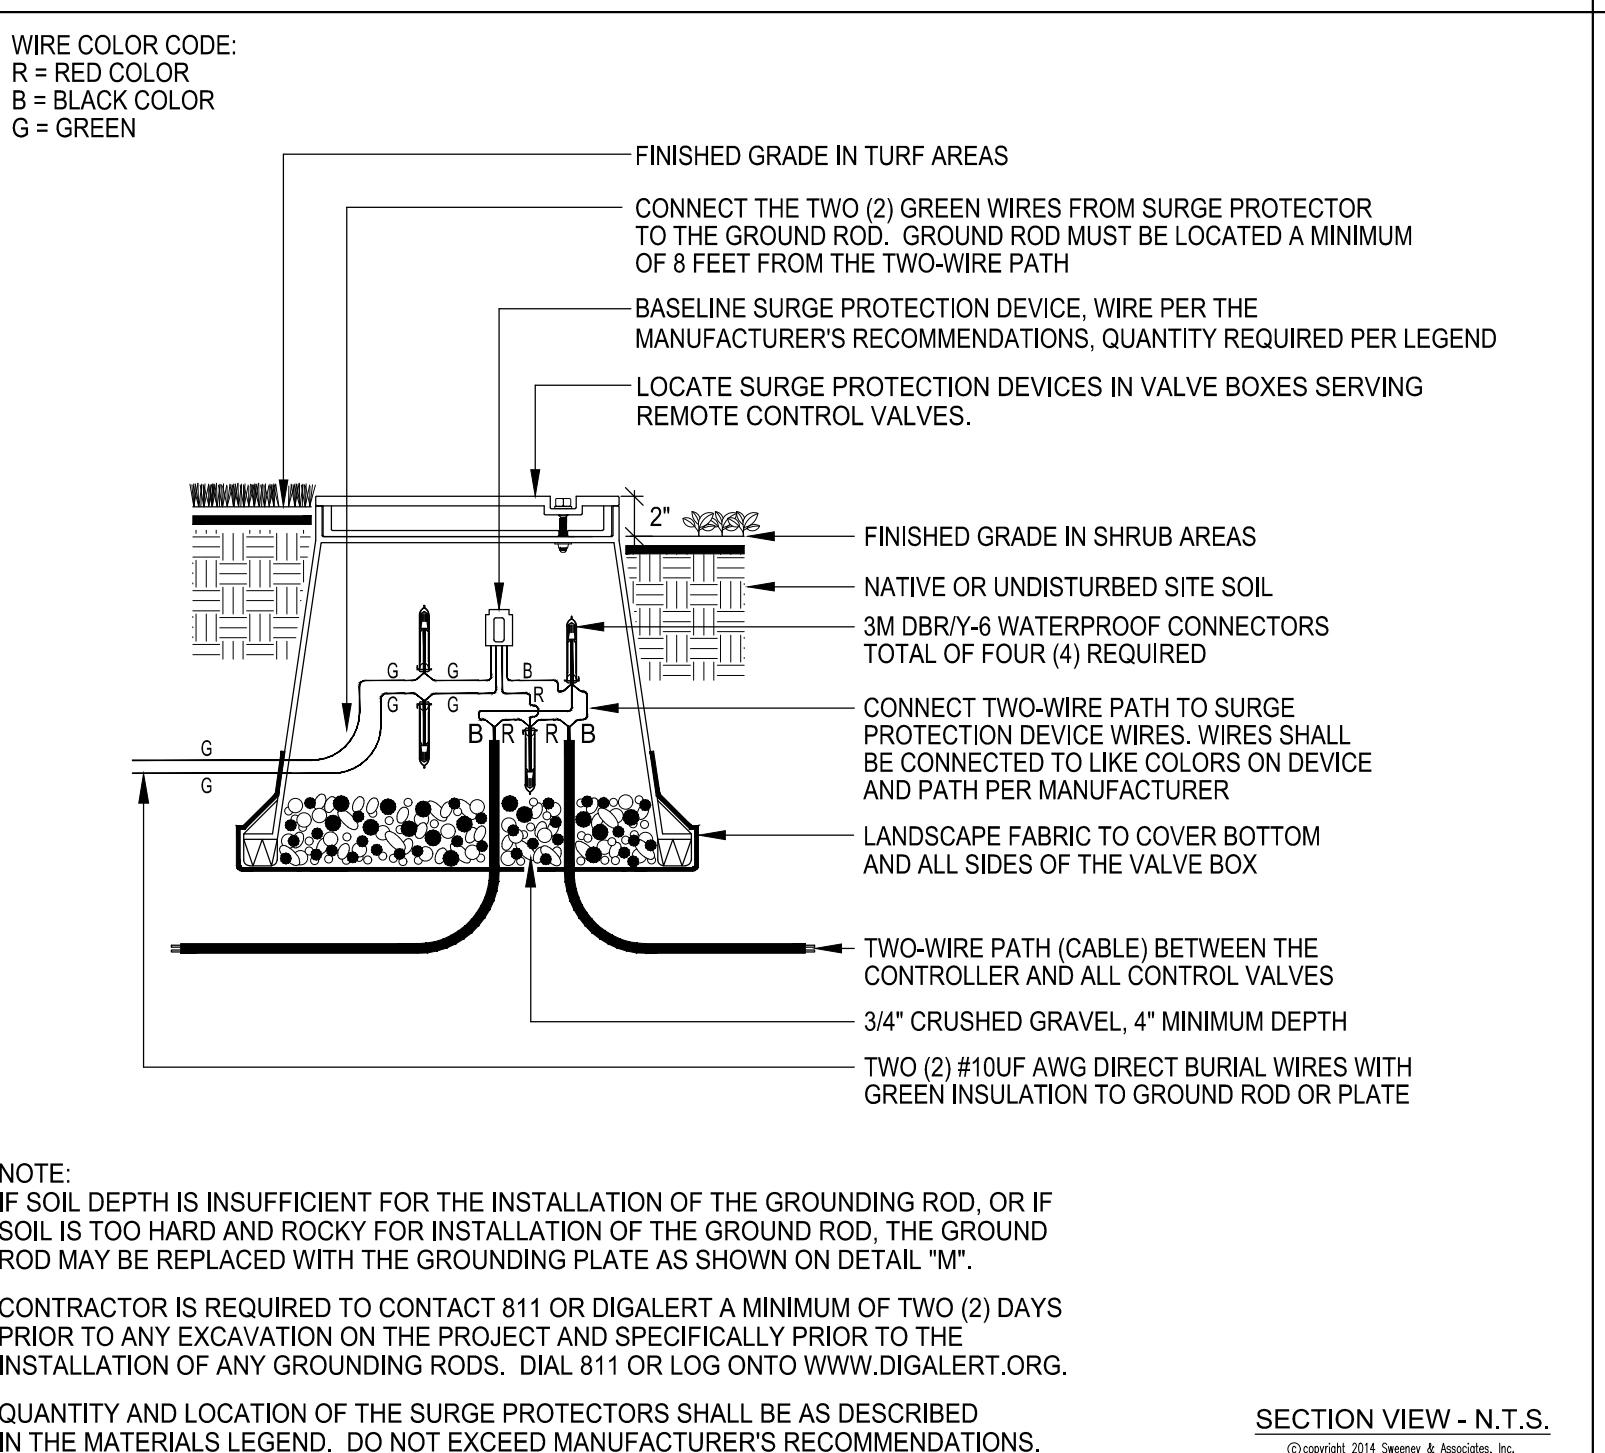 WIRE COLOR CODE:
R = RED COLOR
B = BLACK COLOR
G = GREEN
FINISHED GRADE IN TURF AREAS
CONNECT THE TWO (2) GREEN WIRES FROM SURGE PROTECTOR
TO THE GROUND ROD. GROUND ROD MUST BE LOCATED A MINIMUM
OF 8 FEET FROM THE TWO-WIRE PATH
BASELINE SURGE PROTECTION DEVICE, WIRE PER THE
MANUFACTURER'S RECOMMENDATIONS, QUANTITY REQUIRED PER LEGEND
LOCATE SURGE PROTECTION DEVICES IN VALVE BOXES SERVING
REMOTE CONTROL VALVES.
2"
FINISHED GRADE IN SHRUB AREAS
NATIVE OR UNDISTURBED SITE SOIL
3M DBR/Y-6 WATERPROOF CONNECTORS
TOTAL OF FOUR (4) REQUIRED
G G B
G G R
B R R B
G
G
CONNECT TWO-WIRE PATH TO SURGE
PROTECTION DEVICE WIRES. WIRES SHALL
BE CONNECTED TO LIKE COLORS ON DEVICE
AND PATH PER MANUFACTURER
LANDSCAPE FABRIC TO COVER BOTTOM
AND ALL SIDES OF THE VALVE BOX
TWO-WIRE PATH (CABLE) BETWEEN THE
CONTROLLER AND ALL CONTROL VALVES
3/4" CRUSHED GRAVEL, 4" MINIMUM DEPTH
TWO (2) #10UF AWG DIRECT BURIAL WIRES WITH
GREEN INSULATION TO GROUND ROD OR PLATE
NOTE:
IF SOIL DEPTH IS INSUFFICIENT FOR THE INSTALLATION OF THE GROUNDING ROD, OR IF
SOIL IS TOO HARD AND ROCKY FOR INSTALLATION OF THE GROUND ROD, THE GROUND
ROD MAY BE REPLACED WITH THE GROUNDING PLATE AS SHOWN ON DETAIL "M".
CONTRACTOR IS REQUIRED TO CONTACT 811 OR DIGALERT A MINIMUM OF TWO (2) DAYS
PRIOR TO ANY EXCAVATION ON THE PROJECT AND SPECIFICALLY PRIOR TO THE
INSTALLATION OF ANY GROUNDING RODS. DIAL 811 OR LOG ONTO WWW.DIGALERT.ORG.
QUANTITY AND LOCATION OF THE SURGE PROTECTORS SHALL BE AS DESCRIBED
IN THE MATERIALS LEGEND. DO NOT EXCEED MANUFACTURER'S RECOMMENDATIONS.
SECTION VIEW - N.T.S.
©copyright 2014 Sweeney & Associates, Inc.